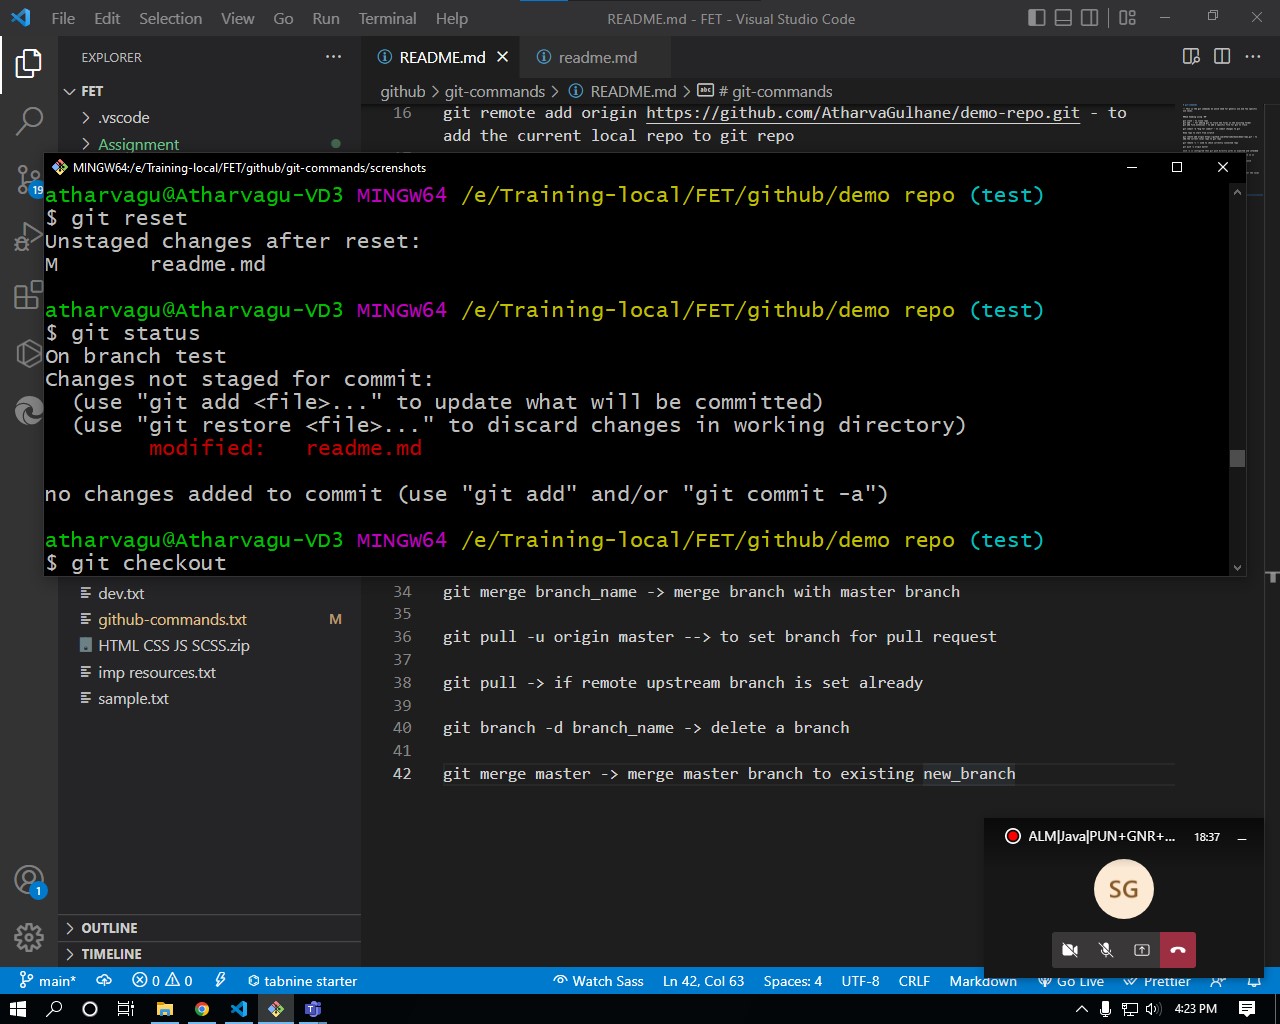 File Edit Selection View Go Run Terminal Help README.md - FET - Visual Studio Code
EXPLORER
README.md
readme.md
FET
github > git-commands > README.md > # git-commands
.vscode
16 git remote add origin https://github.com/AtharvaGulhane/demo-repo.git - to
add the current local repo to git repo
Assignment
19
MINGW64:/e/Training-local/FET/github/git-commands/screnshots
atharvagu@Atharvagu-VD3 MINGW64 /e/Training-local/FET/github/demo repo (test)
$ git reset
Unstaged changes after reset:
M readme.md
atharvagu@Atharvagu-VD3 MINGW64 /e/Training-local/FET/github/demo repo (test)
$ git status
On branch test
Changes not staged for commit:
(use "git add <file>..." to update what will be committed)
(use "git restore <file>..." to discard changes in working directory)
modified: readme.md
no changes added to commit (use "git add" and/or "git commit -a")
atharvagu@Atharvagu-VD3 MINGW64 /e/Training-local/FET/github/demo repo (test)
$ git checkout
dev.txt
github-commands.txt M
HTML CSS JS SCSS.zip
imp resources.txt
sample.txt
34 git merge branch_name -> merge branch with master branch
35
36 git pull -u origin master --> to set branch for pull request
37
38 git pull -> if remote upstream branch is set already
39
40 git branch -d branch_name -> delete a branch
41
42 git merge master -> merge master branch to existing new_branch
ALM|Java|PUN+GNR+... 18:37
SG
1
OUTLINE
TIMELINE
main* 0 0 tabnine starter Watch Sass Ln 42, Col 63 Spaces: 4 UTF-8 CRLF Markdown Go Live Prettier
4:23 PM